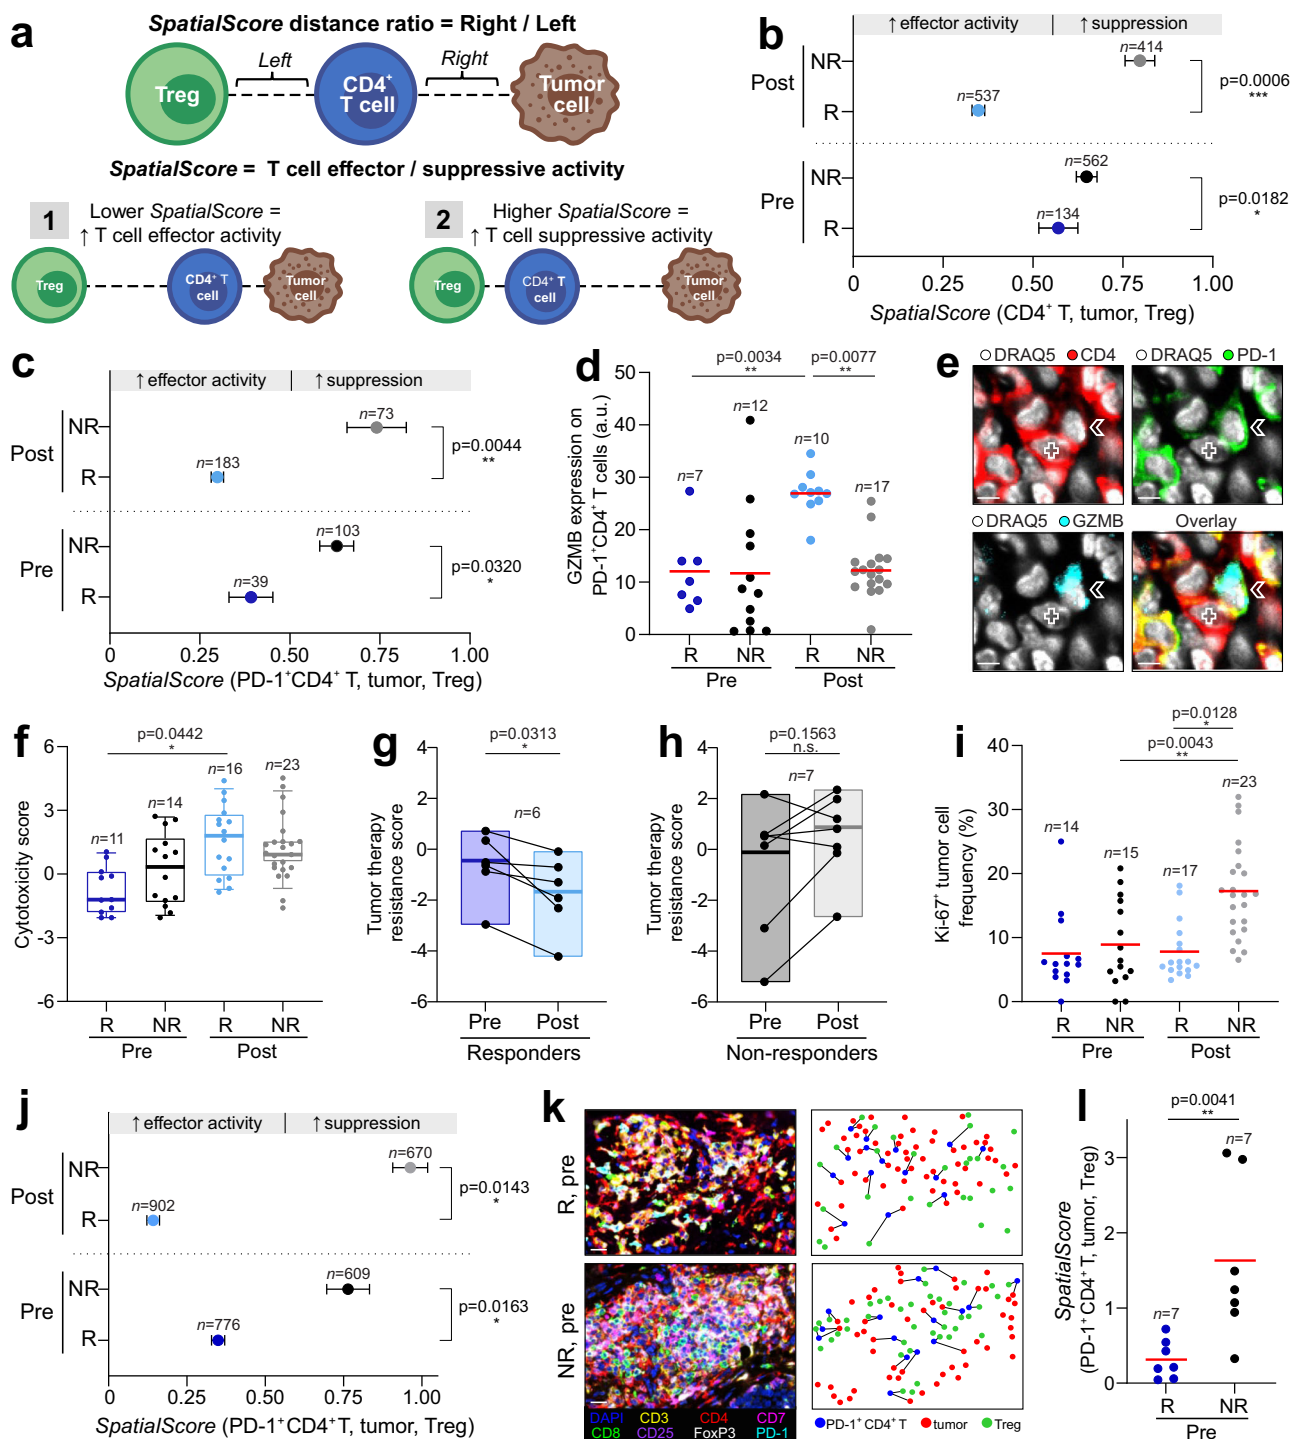 a
SpatialScore distance ratio = Right / Left
Left
Right
Treg
CD4⁺
T cell
Tumor
cell
SpatialScore = T cell effector / suppressive activity
1
Lower SpatialScore =
↑ T cell effector activity
2
Higher SpatialScore =
↑ T cell suppressive activity
Treg
CD4⁺ T
cell
Tumor
cell
Treg
CD4⁺ T
cell
Tumor
cell
b
↑ effector activity
↑ suppression
Post
NR
n=414
R
n=537
p=0.0006
***
Pre
NR
n=562
R
n=134
p=0.0182
*
0
0.25
0.50
0.75
1.00
SpatialScore (CD4⁺ T, tumor, Treg)
c
↑ effector activity
↑ suppression
Post
NR
n=73
R
n=183
p=0.0044
**
Pre
NR
n=103
R
n=39
p=0.0320
*
0
0.25
0.50
0.75
1.00
SpatialScore (PD-1⁺CD4⁺ T, tumor, Treg)
d
p=0.0034
**
p=0.0077
**
GZMB expression on
PD-1⁺CD4⁺ T cells (a.u.)
50
40
30
20
10
0
n=7
n=12
n=10
n=17
R
NR
R
NR
Pre
Post
e
DRAQ5 CD4
DRAQ5 PD-1
DRAQ5 GZMB
Overlay
f
p=0.0442
*
Cytotoxicity score
6
3
0
-3
-6
n=11
n=14
n=16
n=23
R
NR
R
NR
Pre
Post
g
p=0.0313
*
n=6
Tumor therapy
resistance score
4
2
0
-2
-4
-6
Pre
Post
Responders
h
p=0.1563
n.s.
n=7
Tumor therapy
resistance score
4
2
0
-2
-4
-6
Pre
Post
Non-responders
i
p=0.0128
*
p=0.0043
**
Ki-67⁺ tumor cell
frequency (%)
40
30
20
10
0
n=14
n=15
n=17
n=23
R
NR
R
NR
Pre
Post
j
↑ effector activity
↑ suppression
Post
NR
n=670
R
n=902
p=0.0143
*
Pre
NR
n=609
R
n=776
p=0.0163
*
0
0.25
0.50
0.75
1.00
SpatialScore (PD-1⁺CD4⁺T, tumor, Treg)
k
R, pre
NR, pre
DAPI CD3 CD4 CD7
CD8 CD25 FoxP3 PD-1
PD-1⁺ CD4⁺ T tumor Treg
l
p=0.0041
**
SpatialScore
(PD-1⁺ CD4⁺ T, tumor, Treg)
3
2
1
0
n=7
n=7
R
NR
Pre